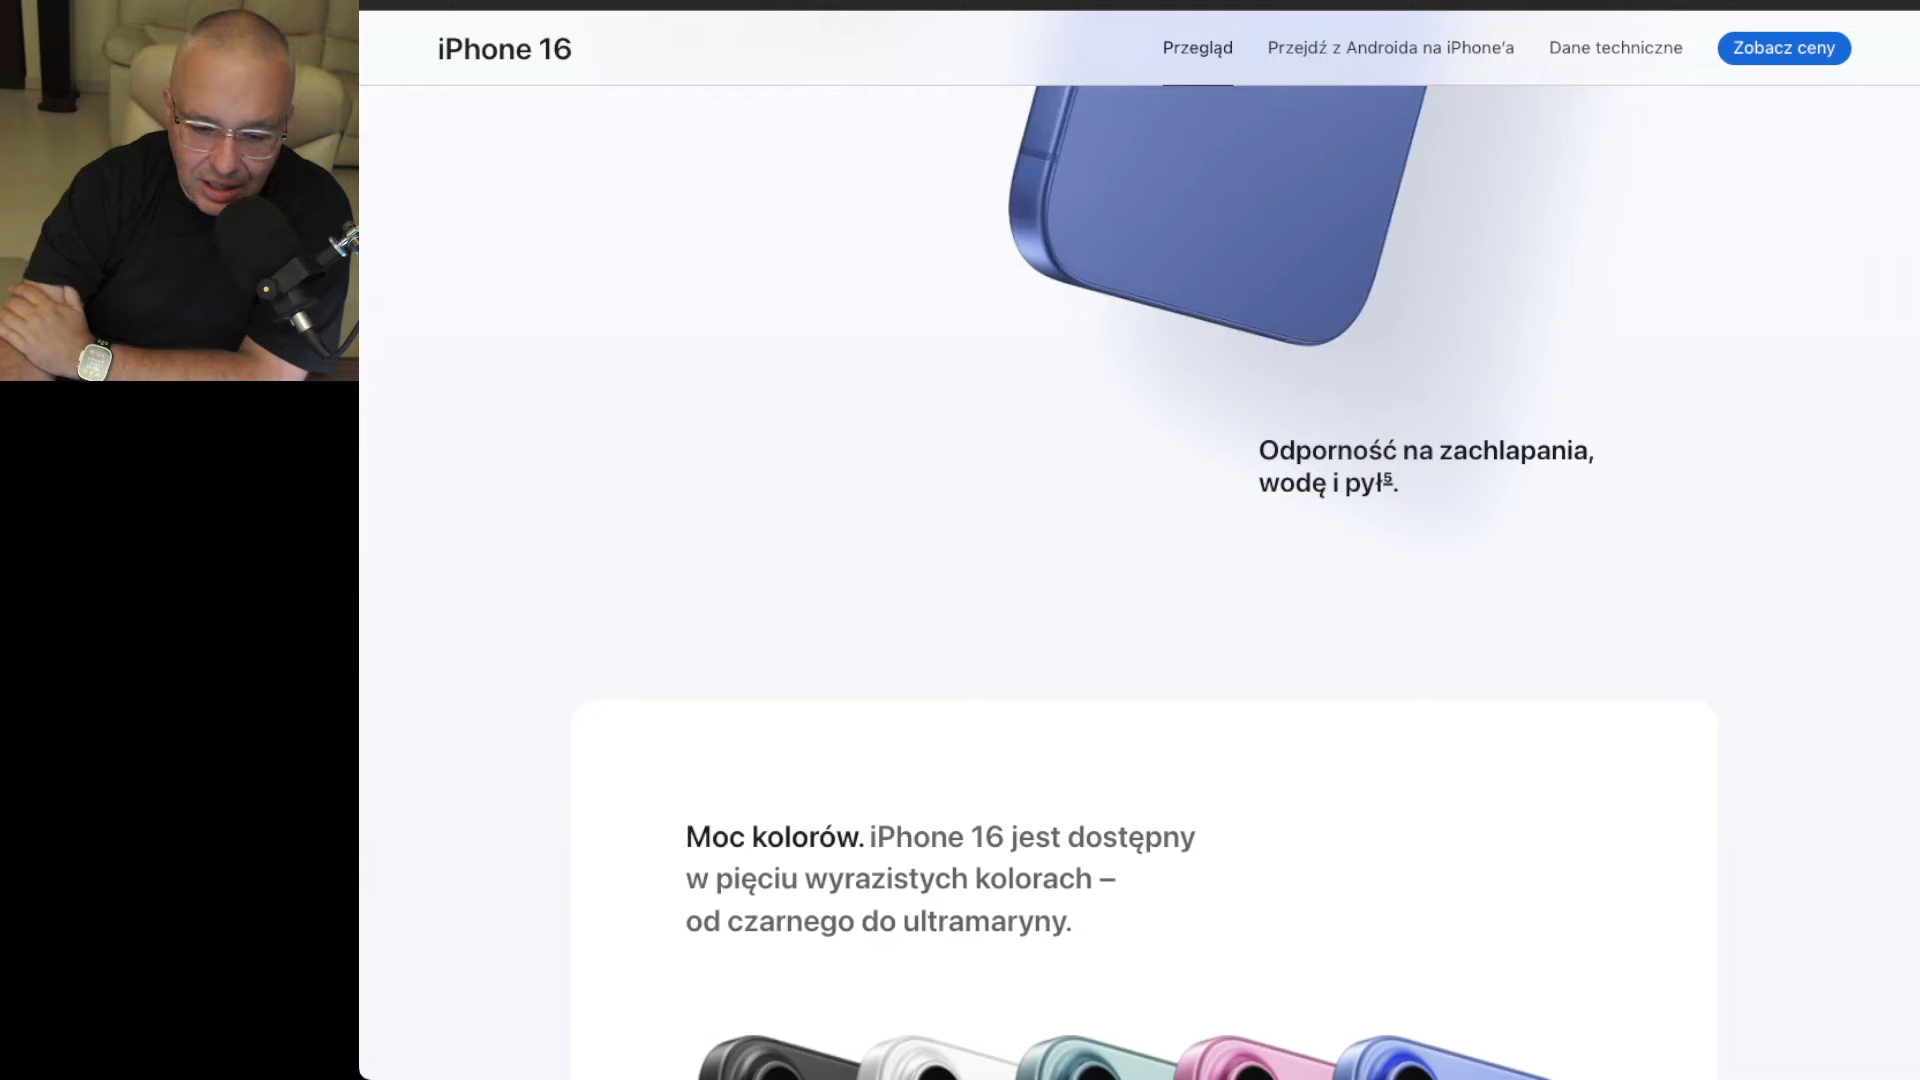 iPhone 16
Przegląd
Przejdź z Androida na iPhone’a
Dane techniczne
Zobacz ceny
Odporność na zachlapania,
wodę i pył⁵.
Moc kolorów. iPhone 16 jest dostępny
w pięciu wyrazistych kolorach –
od czarnego do ultramaryny.